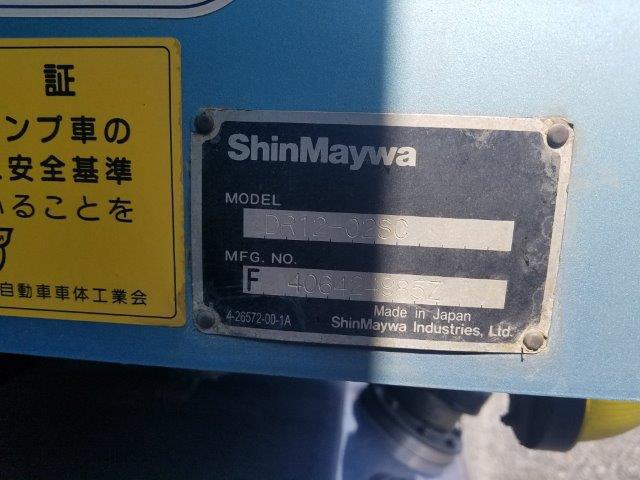 証
ンプ車の
安全基準
いることを
自動車車体工業会
ShinMaywa
MODEL
DR12-02SC
MFG. NO.
F 406424985Z
4-26572-00-1A
Made in Japan
ShinMaywa Industries, Ltd.